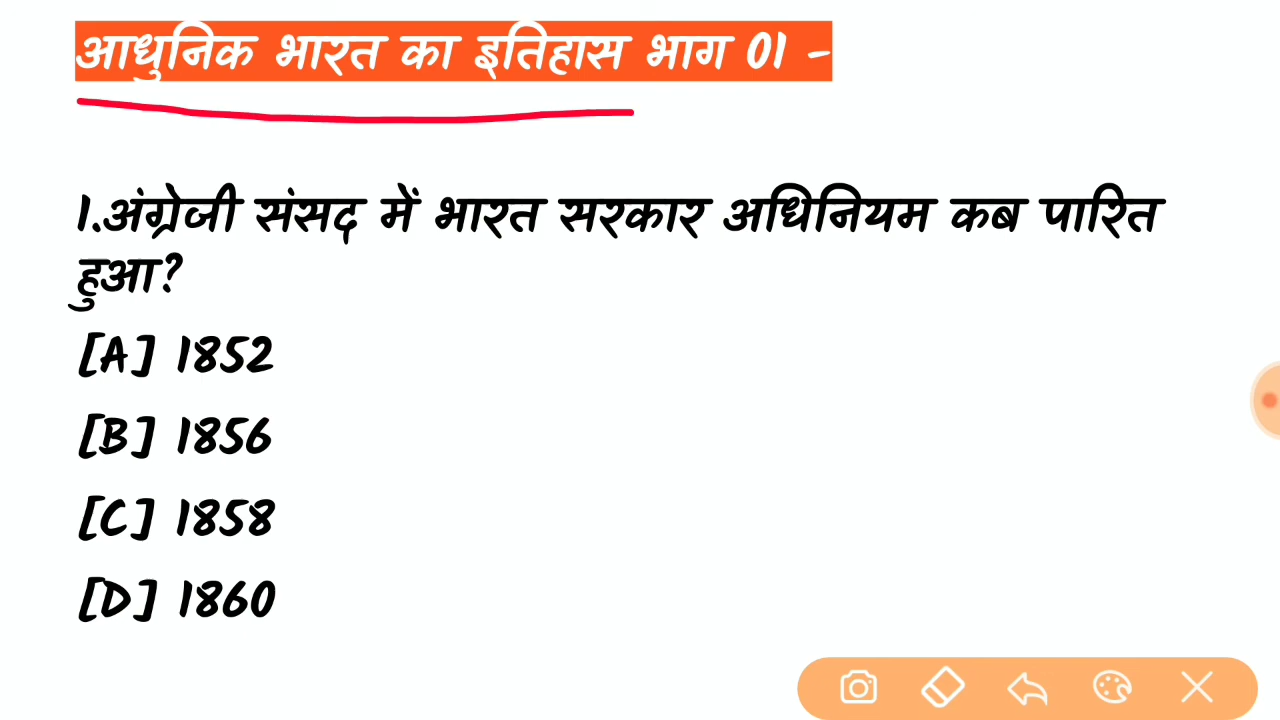 आधुनिक भारत का इतिहास भाग 01 -
1.अंग्रेजी संसद में भारत सरकार अधिनियम कब पारित
हुआ?
[A] 1852
[B] 1856
[C] 1858
[D] 1860